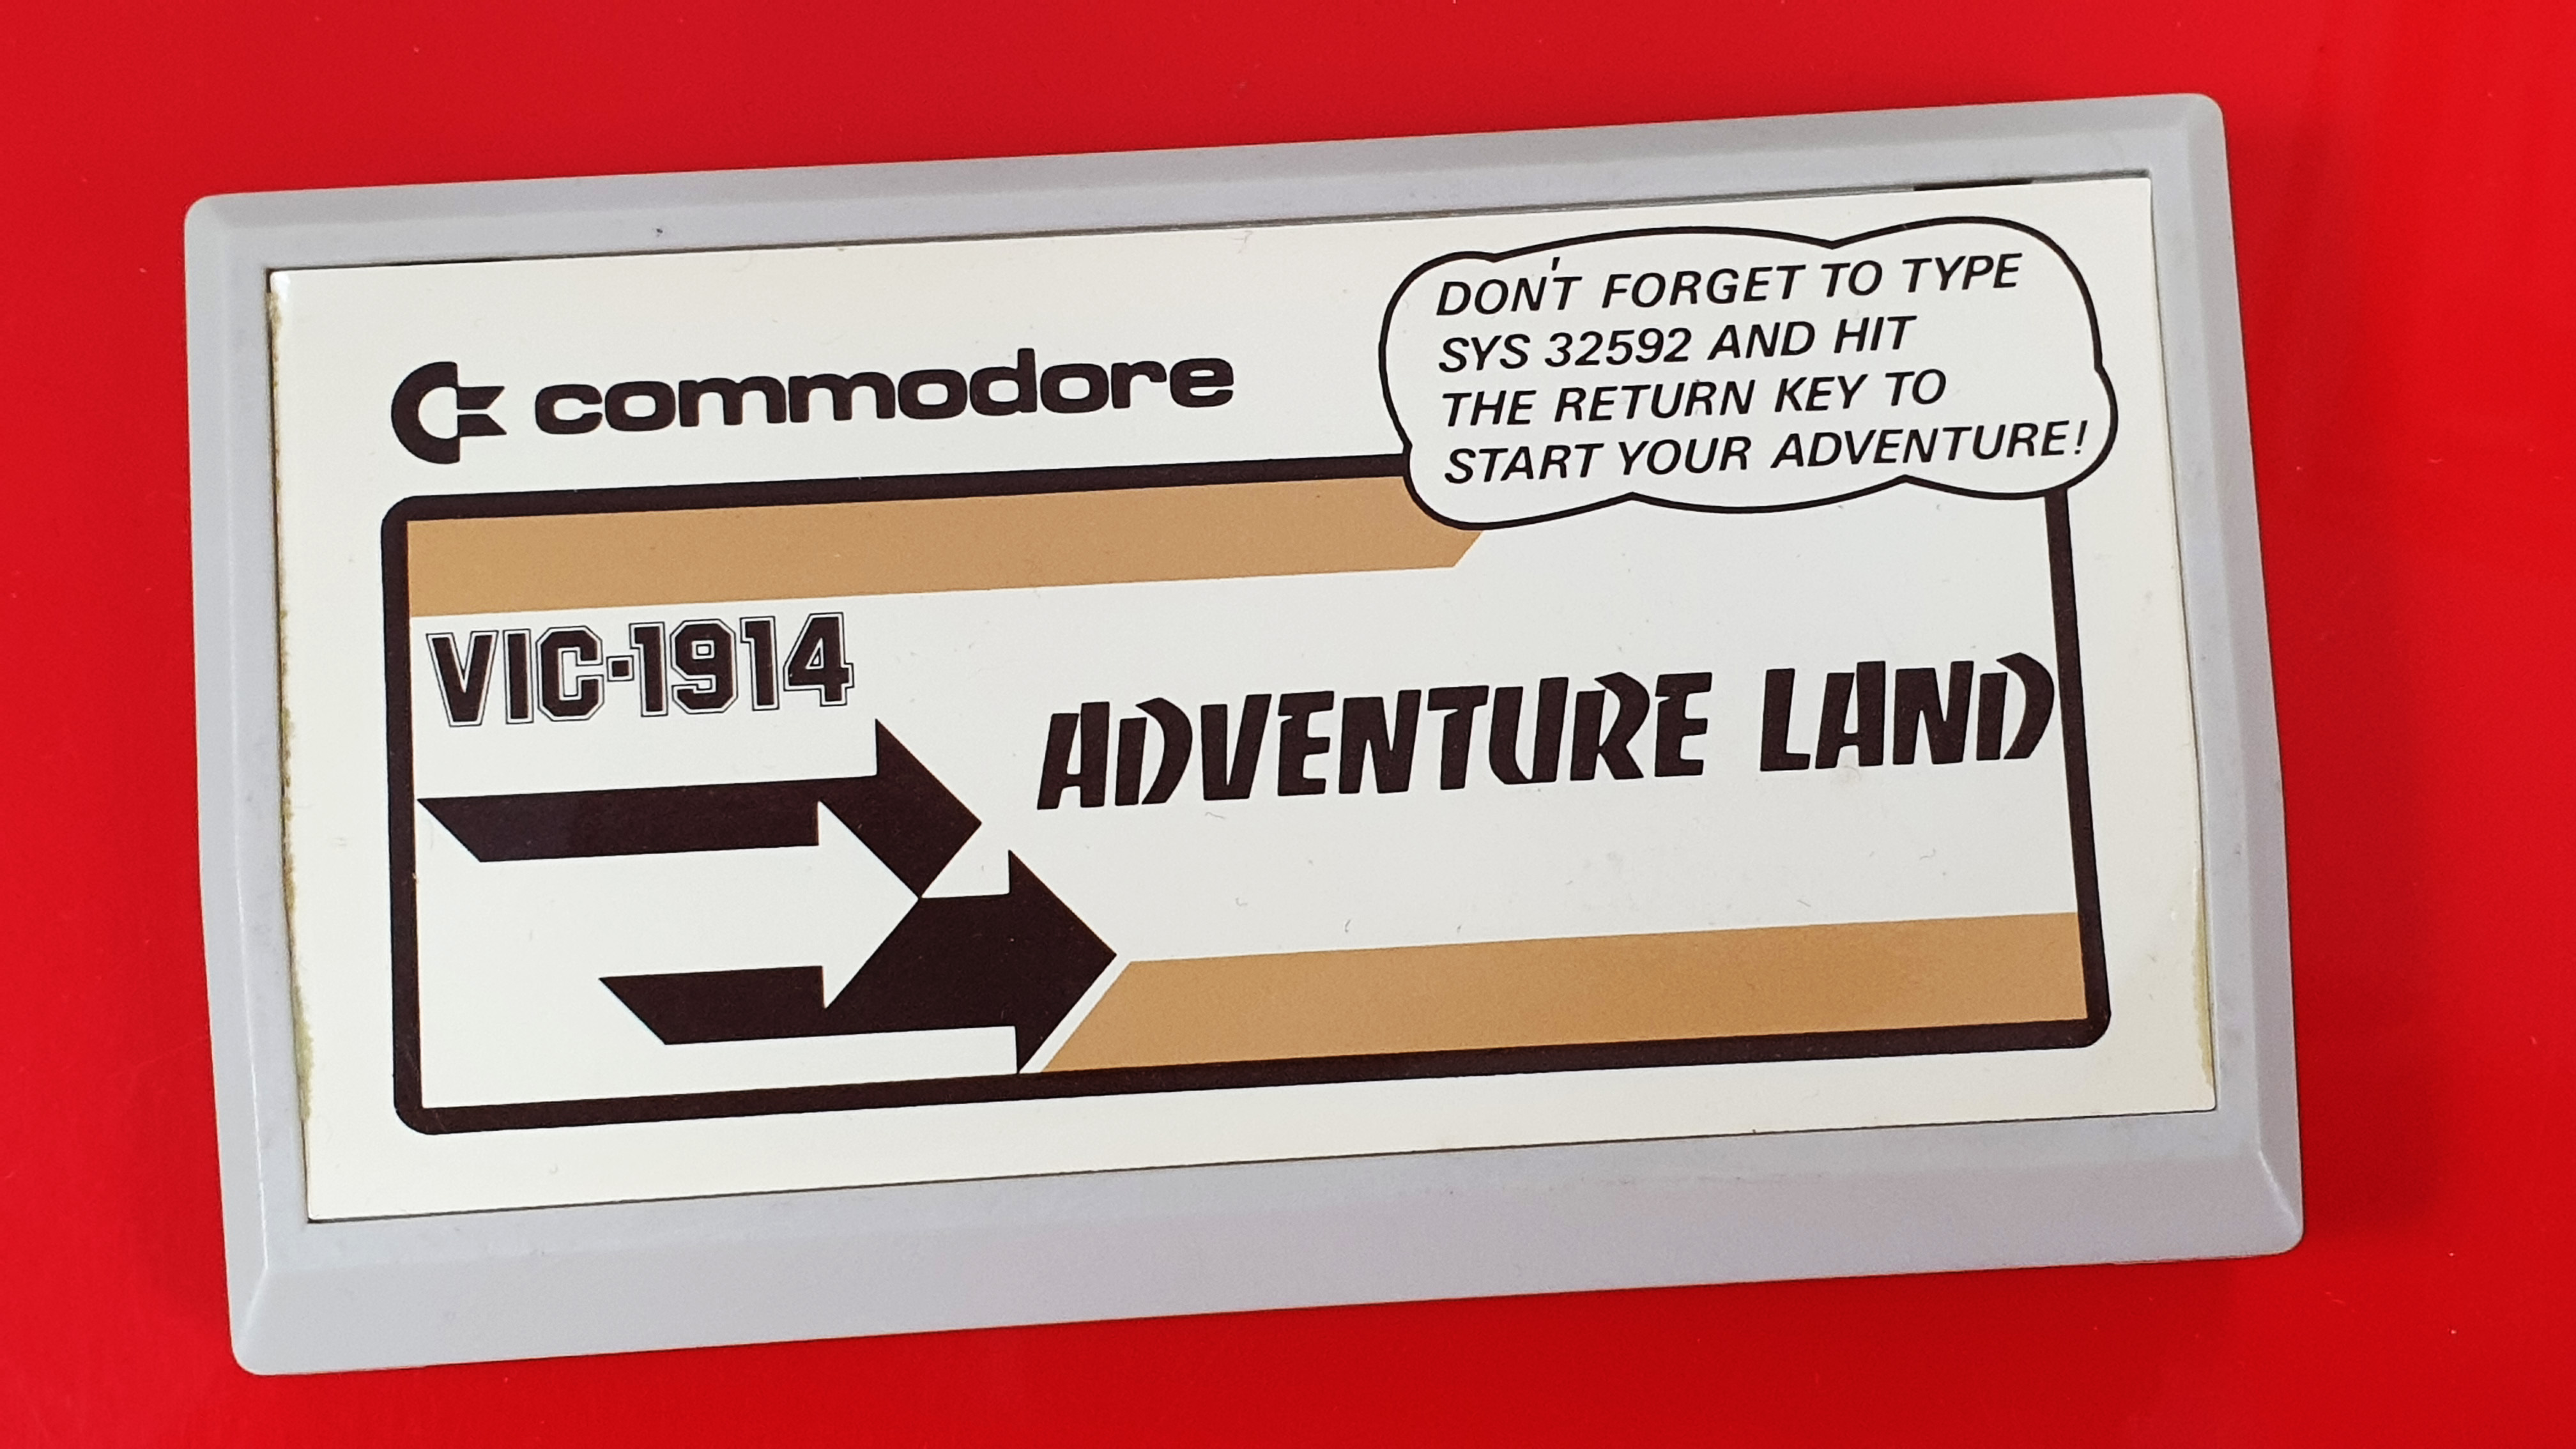 commodore
DON'T FORGET TO TYPE
SYS 32592 AND HIT
THE RETURN KEY TO
START YOUR ADVENTURE!
VIC-1914
ADVENTURE LAND